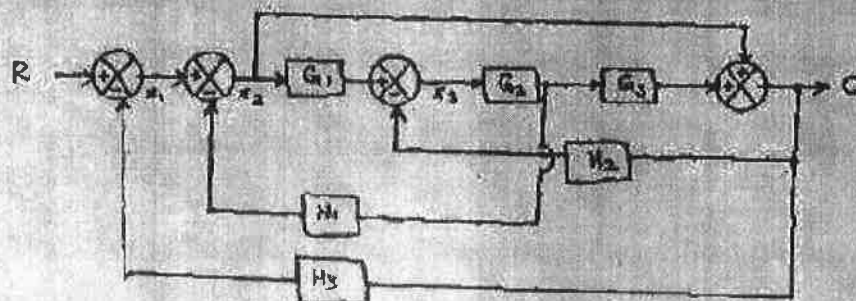 R
x₁
x₂
G₁
x₃
G₂
G₃
C
H₂
H₁
H₃